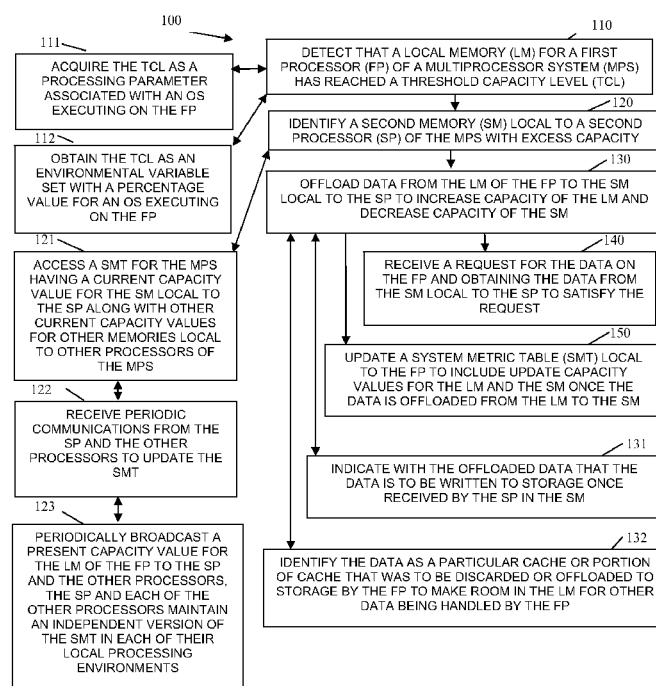 100
110
DETECT THAT A LOCAL MEMORY (LM) FOR A FIRST
PROCESSOR (FP) OF A MULTIPROCESSOR SYSTEM (MPS)
HAS REACHED A THRESHOLD CAPACITY LEVEL (TCL)
111
ACQUIRE THE TCL AS A
PROCESSING PARAMETER
ASSOCIATED WITH AN OS
EXECUTING ON THE FP
112
OBTAIN THE TCL AS AN
ENVIRONMENTAL VARIABLE
SET WITH A PERCENTAGE
VALUE FOR AN OS
EXECUTING ON THE FP
120
IDENTIFY A SECOND MEMORY (SM) LOCAL TO A SECOND
PROCESSOR (SP) OF THE MPS WITH EXCESS CAPACITY
121
ACCESS A SMT FOR THE MPS
HAVING A CURRENT CAPACITY
VALUE FOR THE SM LOCAL TO
THE SP ALONG WITH OTHER
CURRENT CAPACITY VALUES
FOR OTHER MEMORIES LOCAL
TO OTHER PROCESSORS OF
THE MPS
122
RECEIVE PERIODIC
COMMUNICATIONS FROM THE
SP AND THE OTHER
PROCESSORS TO UPDATE THE
SMT
123
PERIODICALLY BROADCAST A
PRESENT CAPACITY VALUE FOR
THE LM OF THE FP TO THE SP
AND THE OTHER PROCESSORS,
THE SP AND EACH OF THE
OTHER PROCESSORS MAINTAIN
AN INDEPENDENT VERSION OF
THE SMT IN EACH OF THEIR
LOCAL PROCESSING
ENVIRONMENTS
130
OFFLOAD DATA FROM THE LM OF THE FP TO THE SM
LOCAL TO THE SP TO INCREASE CAPACITY OF THE LM AND
DECREASE CAPACITY OF THE SM
140
RECEIVE A REQUEST FOR THE DATA ON
THE FP AND OBTAINING THE DATA FROM
THE SM LOCAL TO THE SP TO SATISFY THE
REQUEST
150
UPDATE A SYSTEM METRIC TABLE (SMT) LOCAL
TO THE FP TO INCLUDE UPDATE CAPACITY
VALUES FOR THE LM AND THE SM ONCE THE
DATA IS OFFLOADED FROM THE LM TO THE SM
131
INDICATE WITH THE OFFLOADED DATA THAT THE
DATA IS TO BE WRITTEN TO STORAGE ONCE
RECEIVED BY THE SP IN THE SM
132
IDENTIFY THE DATA AS A PARTICULAR CACHE OR PORTION
OF CACHE THAT WAS TO BE DISCARDED OR OFFLOADED TO
STORAGE BY THE FP TO MAKE ROOM IN THE LM FOR OTHER
DATA BEING HANDLED BY THE FP